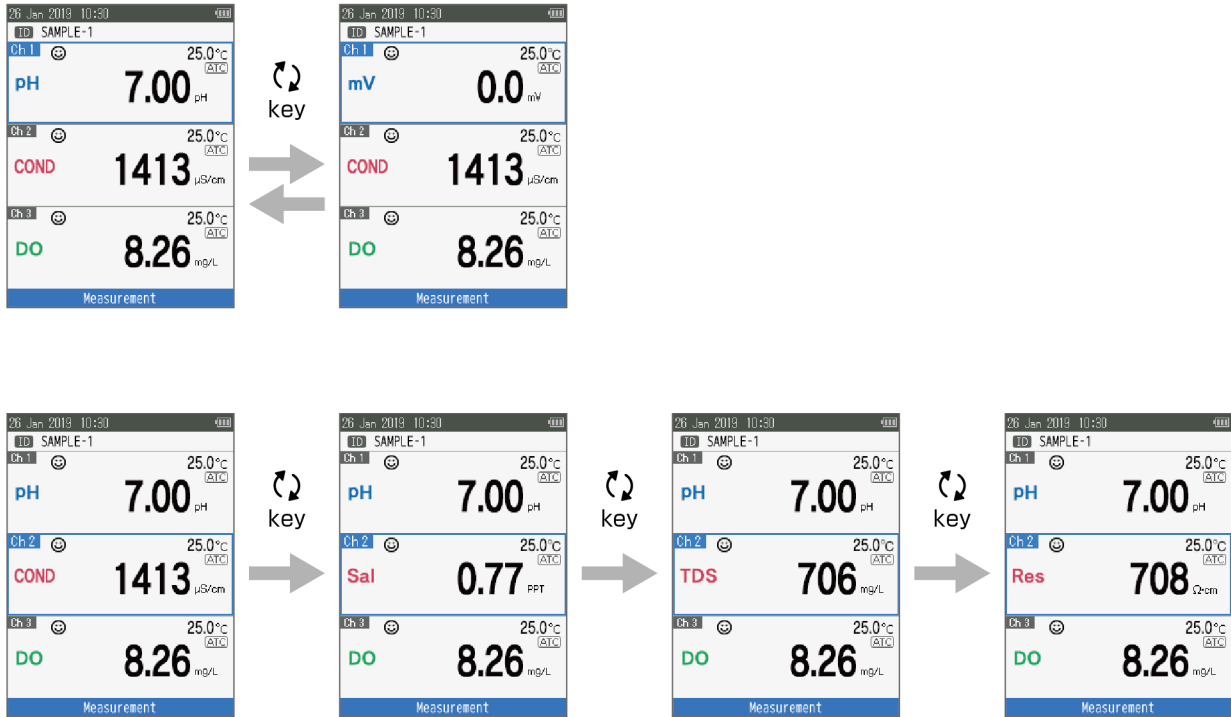 26 Jan 2019 10:30
ID SAMPLE-1
Ch 1 25.0°C
ATC
pH 7.00 pH
Ch 2 25.0°C
ATC
COND 1413 µS/cm
Ch 3 25.0°C
ATC
DO 8.26 mg/L
Measurement
key
26 Jan 2019 10:30
ID SAMPLE-1
Ch 1 25.0°C
ATC
mV 0.0 mV
Ch 2 25.0°C
ATC
COND 1413 µS/cm
Ch 3 25.0°C
ATC
DO 8.26 mg/L
Measurement
26 Jan 2019 10:30
ID SAMPLE-1
Ch 1 25.0°C
ATC
pH 7.00 pH
Ch 2 25.0°C
ATC
COND 1413 µS/cm
Ch 3 25.0°C
ATC
DO 8.26 mg/L
Measurement
key
26 Jan 2019 10:30
ID SAMPLE-1
Ch 1 25.0°C
ATC
pH 7.00 pH
Ch 2 25.0°C
ATC
Sal 0.77 PPT
Ch 3 25.0°C
ATC
DO 8.26 mg/L
Measurement
key
26 Jan 2019 10:30
ID SAMPLE-1
Ch 1 25.0°C
ATC
pH 7.00 pH
Ch 2 25.0°C
ATC
TDS 706 mg/L
Ch 3 25.0°C
ATC
DO 8.26 mg/L
Measurement
key
26 Jan 2019 10:30
ID SAMPLE-1
Ch 1 25.0°C
ATC
pH 7.00 pH
Ch 2 25.0°C
ATC
Res 708 Ω·cm
Ch 3 25.0°C
ATC
DO 8.26 mg/L
Measurement